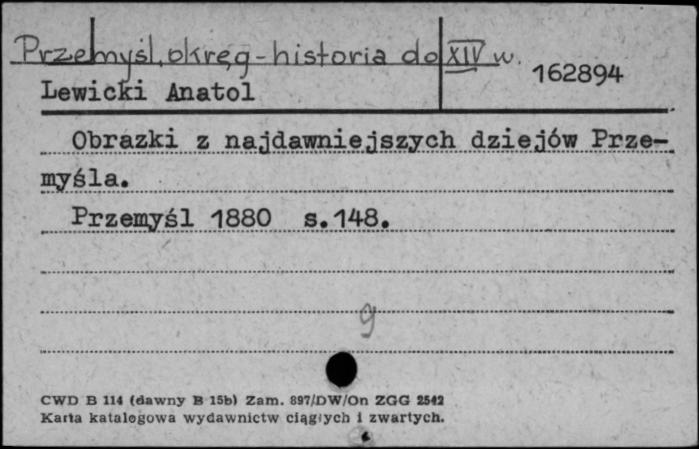 Przemyśl, okręg - historia do XIV w.
162894
Lewicki Anatol
Obrazki z najdawniejszych dziejów Prze-
myśla.
Przemyśl 1880 s.148.
9
CWD B 114 (dawny B 15b) Zam. 897/DW/On ZGG 2542
Karta katalogowa wydawnictw ciągłych i zwartych.